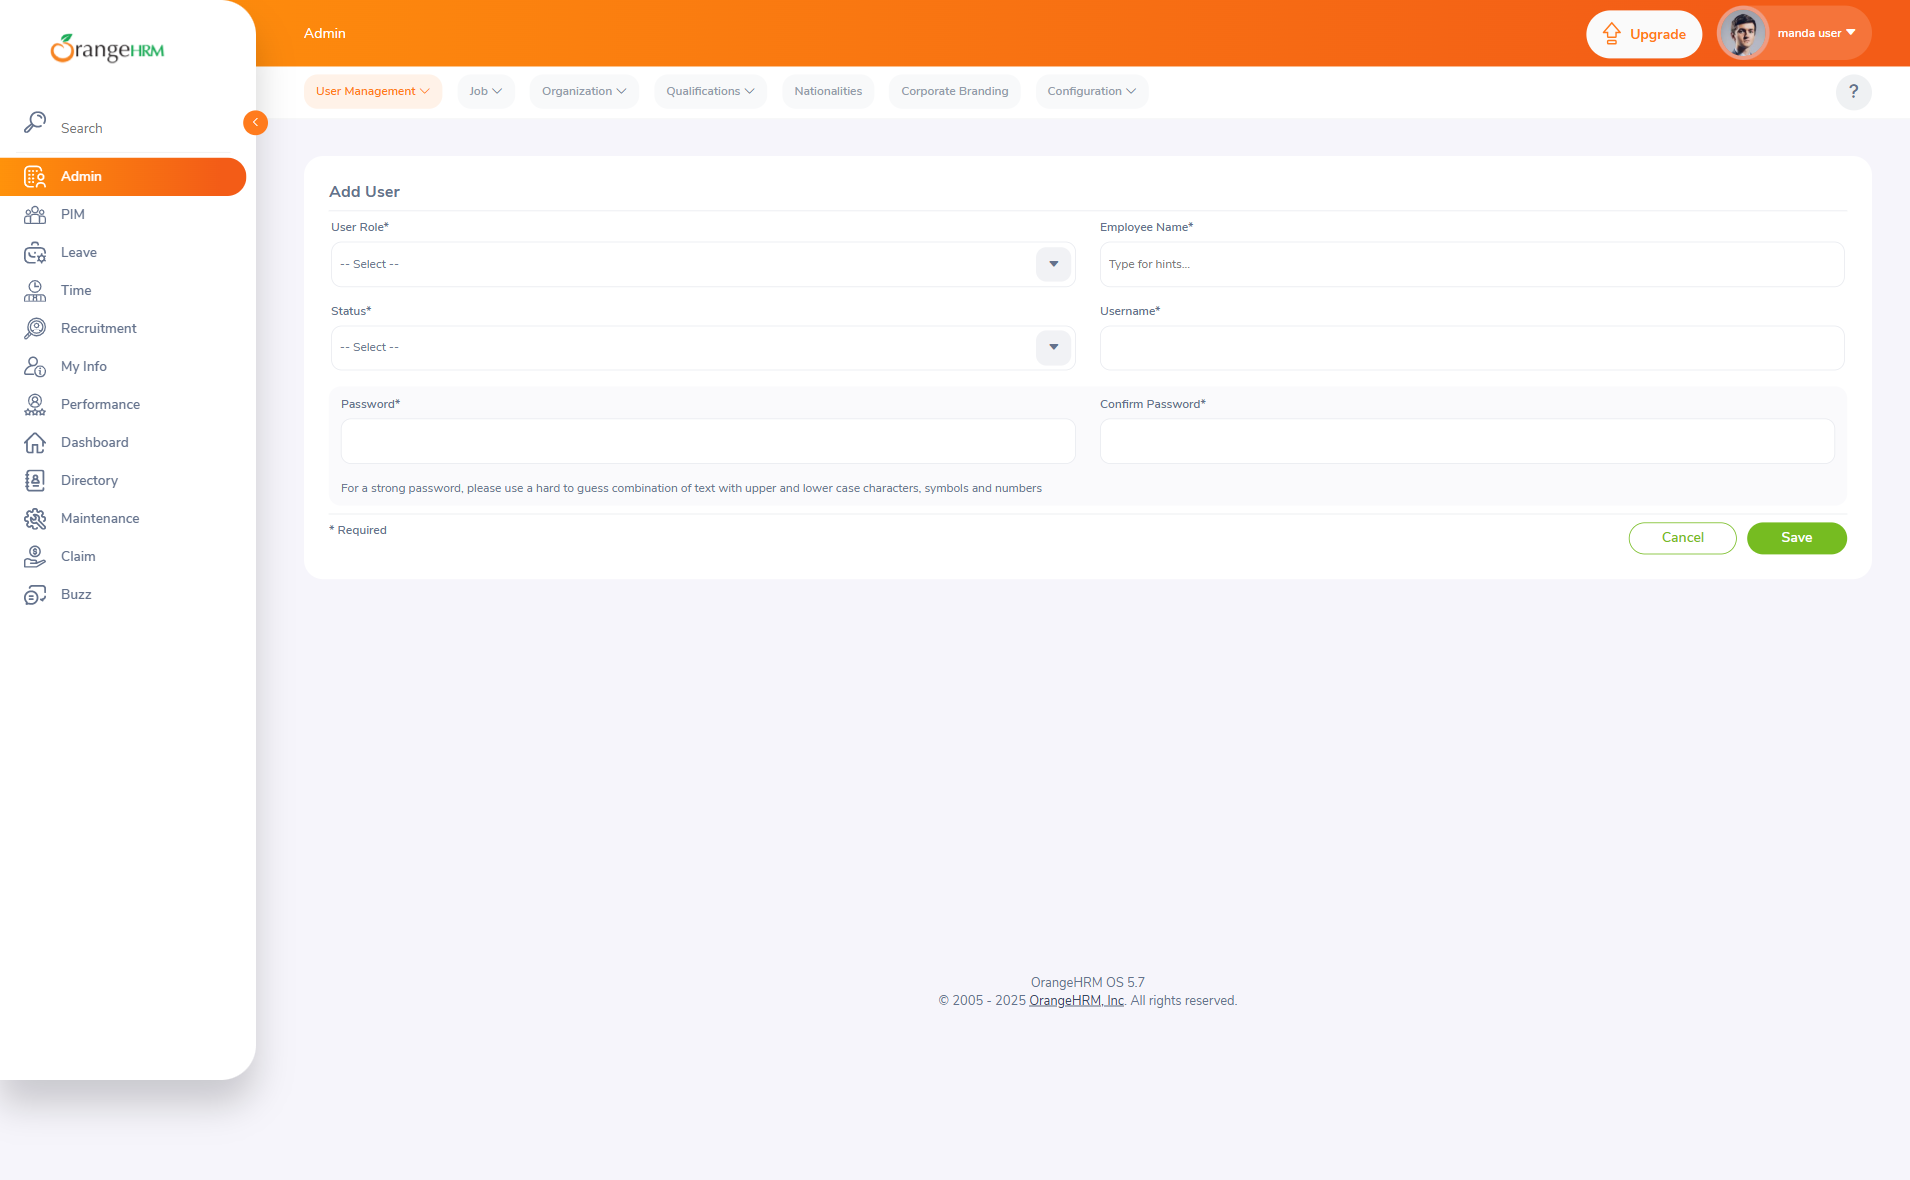 OrangeHRM
Search
Admin
PIM
Leave
Time
Recruitment
My Info
Performance
Dashboard
Directory
Maintenance
Claim
Buzz
Admin
Upgrade
manda user
User Management
Job
Organization
Qualifications
Nationalities
Corporate Branding
Configuration
?
Add User
User Role*
-- Select --
Employee Name*
Type for hints...
Status*
-- Select --
Username*
Password*
Confirm Password*
For a strong password, please use a hard to guess combination of text with upper and lower case characters, symbols and numbers
* Required
Cancel
Save
OrangeHRM OS 5.7
© 2005 - 2025 OrangeHRM, Inc. All rights reserved.